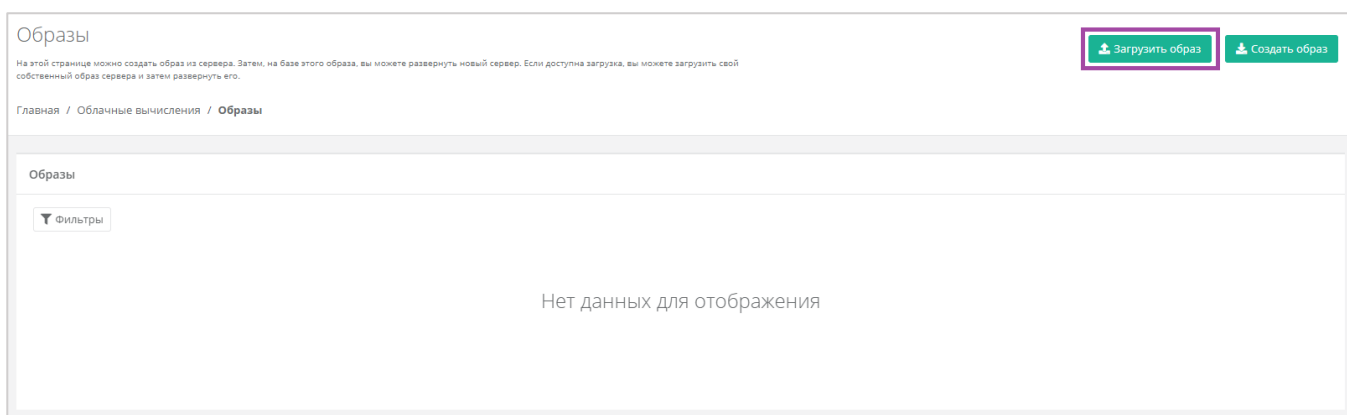 Образы
Загрузить образ
Создать образ
На этой странице можно создать образ из сервера. Затем, на базе этого образа, вы можете развернуть новый сервер. Если доступна загрузка, вы можете загрузить свой
собственный образ сервера и затем развернуть его.
Главная / Облачные вычисления / Образы
Образы
Фильтры
Нет данных для отображения